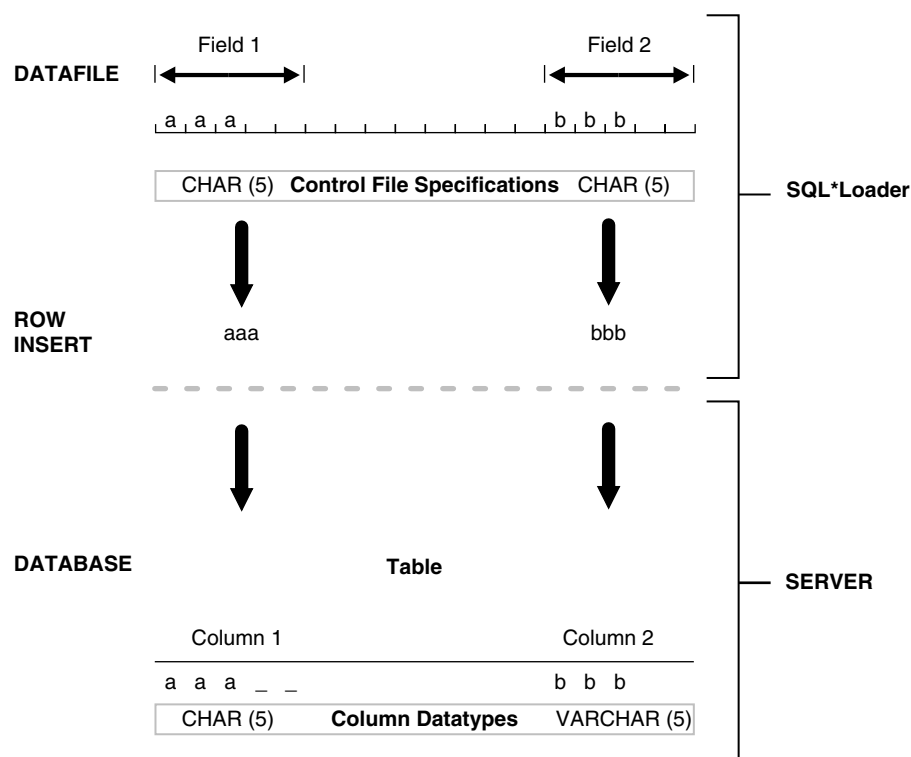 Field 1 Field 2
DATAFILE
a a a b b b
CHAR (5) Control File Specifications CHAR (5)
SQL*Loader
ROW
INSERT
aaa bbb
DATABASE
Table
SERVER
Column 1 Column 2
a a a _ _ b b b
CHAR (5) Column Datatypes VARCHAR (5)